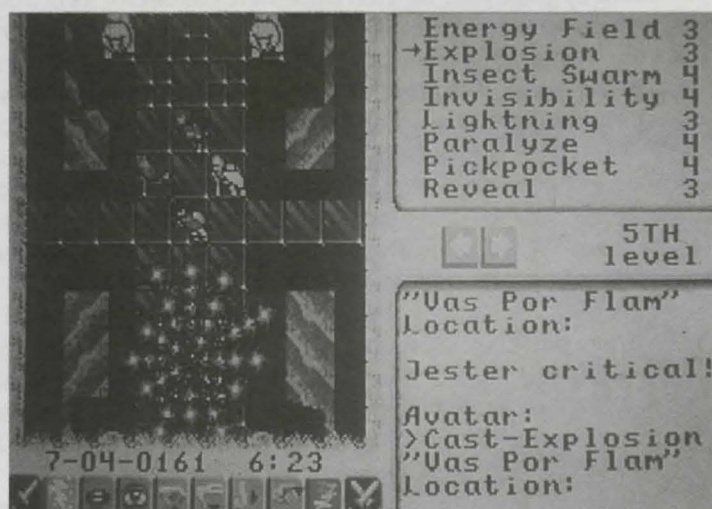 Energy Field 3
→Explosion 3
Insect Swarm 4
Invisibility 4
Lightning 3
Paralyze 4
Pickpocket 4
Reveal 3
5TH
level
"Vas Por Flam"
Location:
Jester critical!
Avatar:
>Cast-Explosion
"Vas Por Flam"
Location:
7-04-0161 6:23